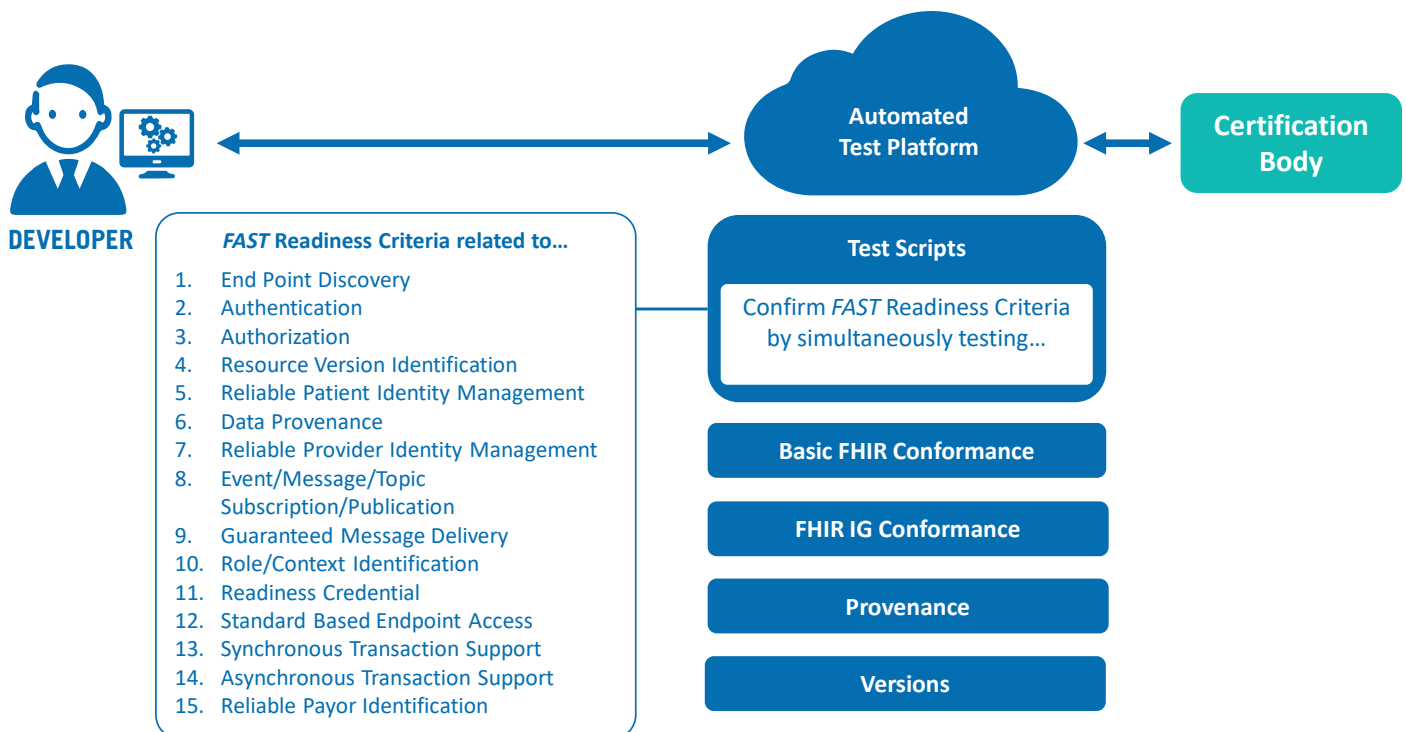 Automated
Test Platform
Certification
Body
DEVELOPER
FAST Readiness Criteria related to...
1. End Point Discovery
2. Authentication
3. Authorization
4. Resource Version Identification
5. Reliable Patient Identity Management
6. Data Provenance
7. Reliable Provider Identity Management
8. Event/Message/Topic
Subscription/Publication
9. Guaranteed Message Delivery
10. Role/Context Identification
11. Readiness Credential
12. Standard Based Endpoint Access
13. Synchronous Transaction Support
14. Asynchronous Transaction Support
15. Reliable Payor Identification
Test Scripts
Confirm FAST Readiness Criteria
by simultaneously testing...
Basic FHIR Conformance
FHIR IG Conformance
Provenance
Versions